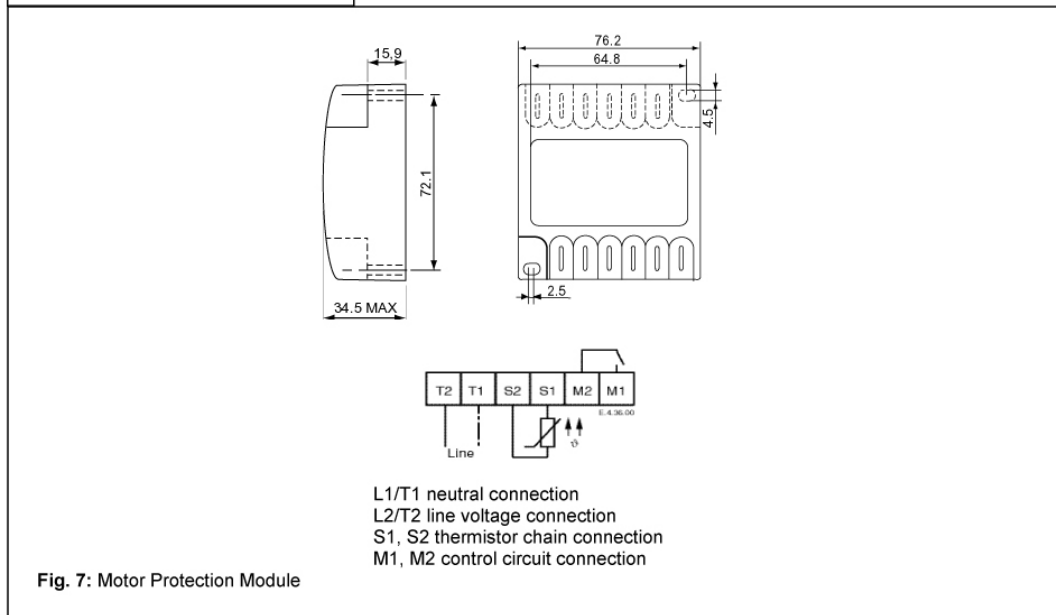 76.2
15,9
64.8
4.5
72.1
2.5
34.5 MAX
T2 T1 S2 S1 M2 M1
E.4.36.00
ϑ
Line
L1/T1 neutral connection
L2/T2 line voltage connection
S1, S2 thermistor chain connection
M1, M2 control circuit connection
Fig. 7: Motor Protection Module